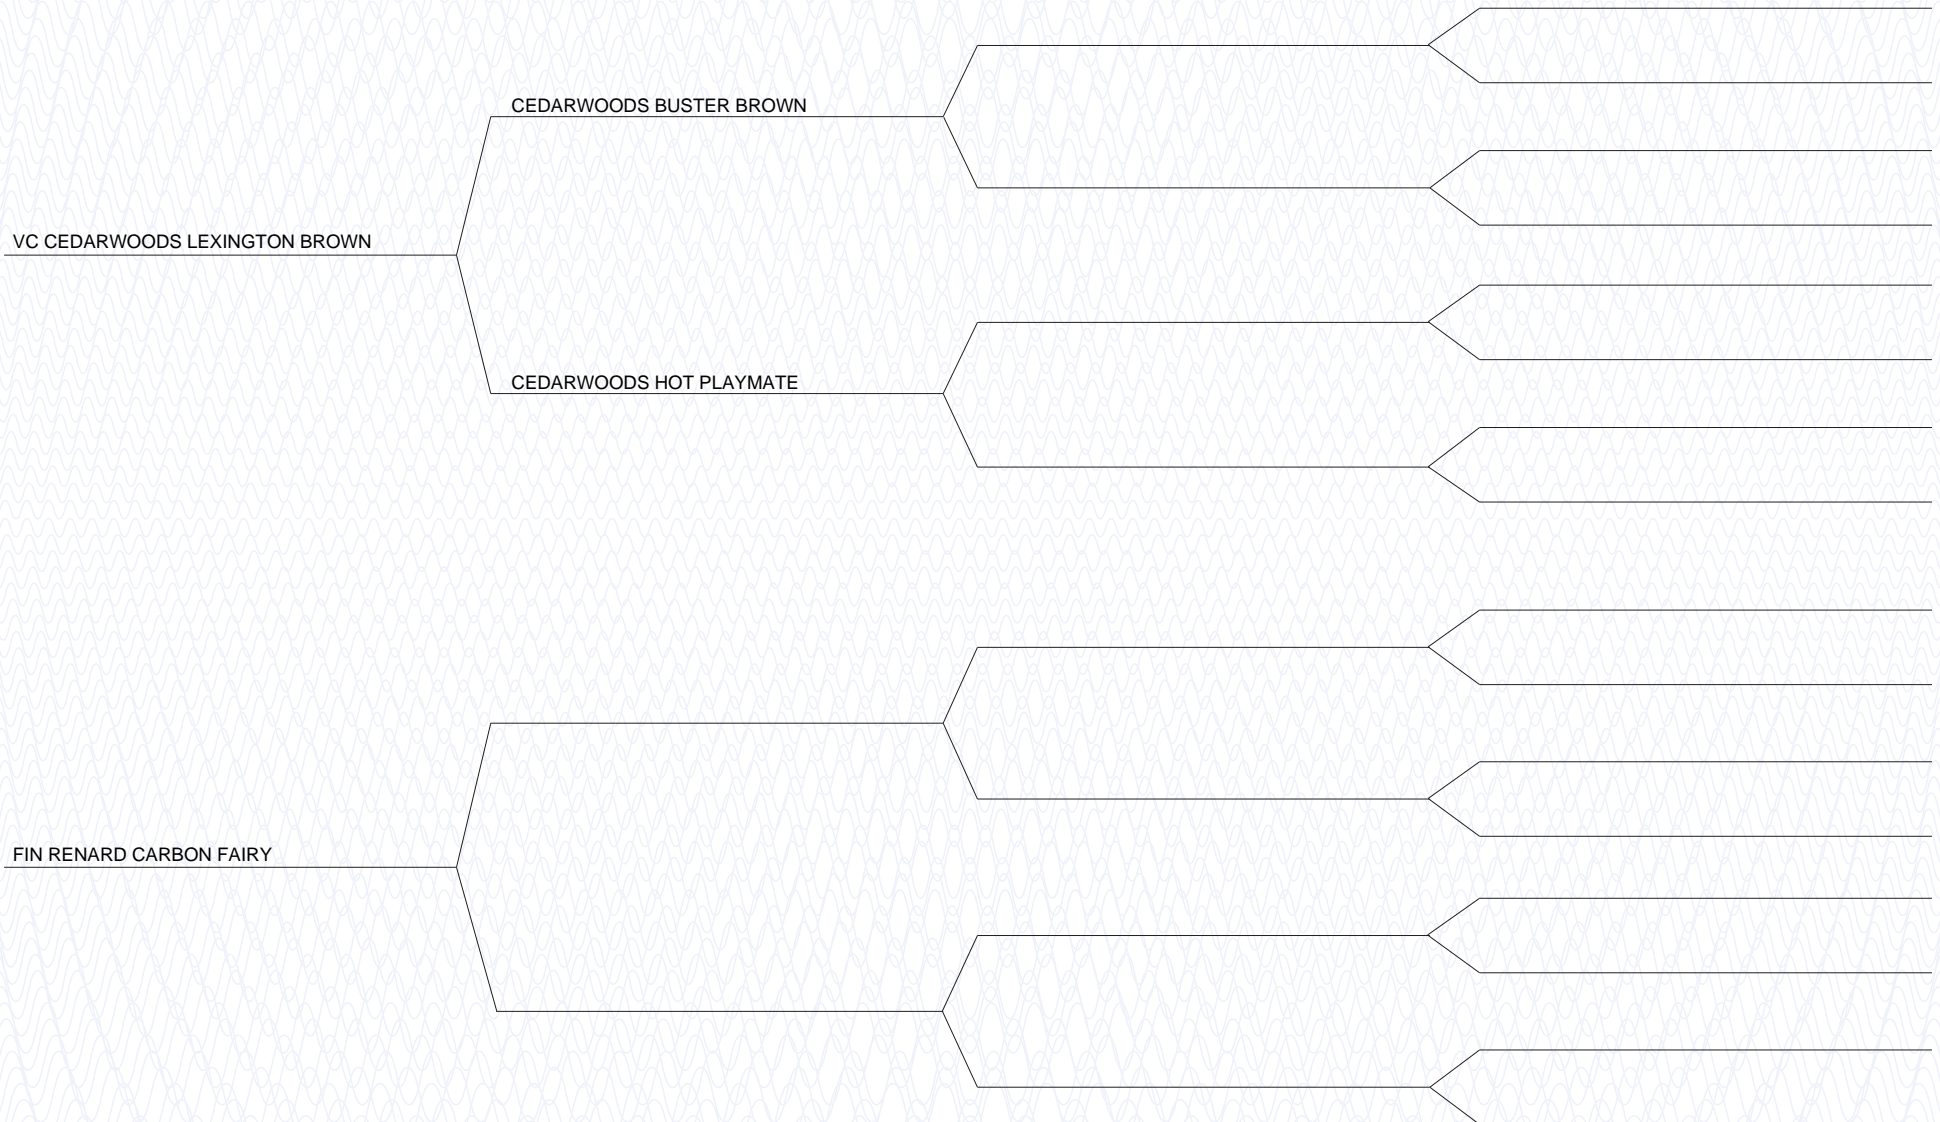 CEDARWOODS BUSTER BROWN
VC CEDARWOODS LEXINGTON BROWN
CEDARWOODS HOT PLAYMATE
FIN RENARD CARBON FAIRY